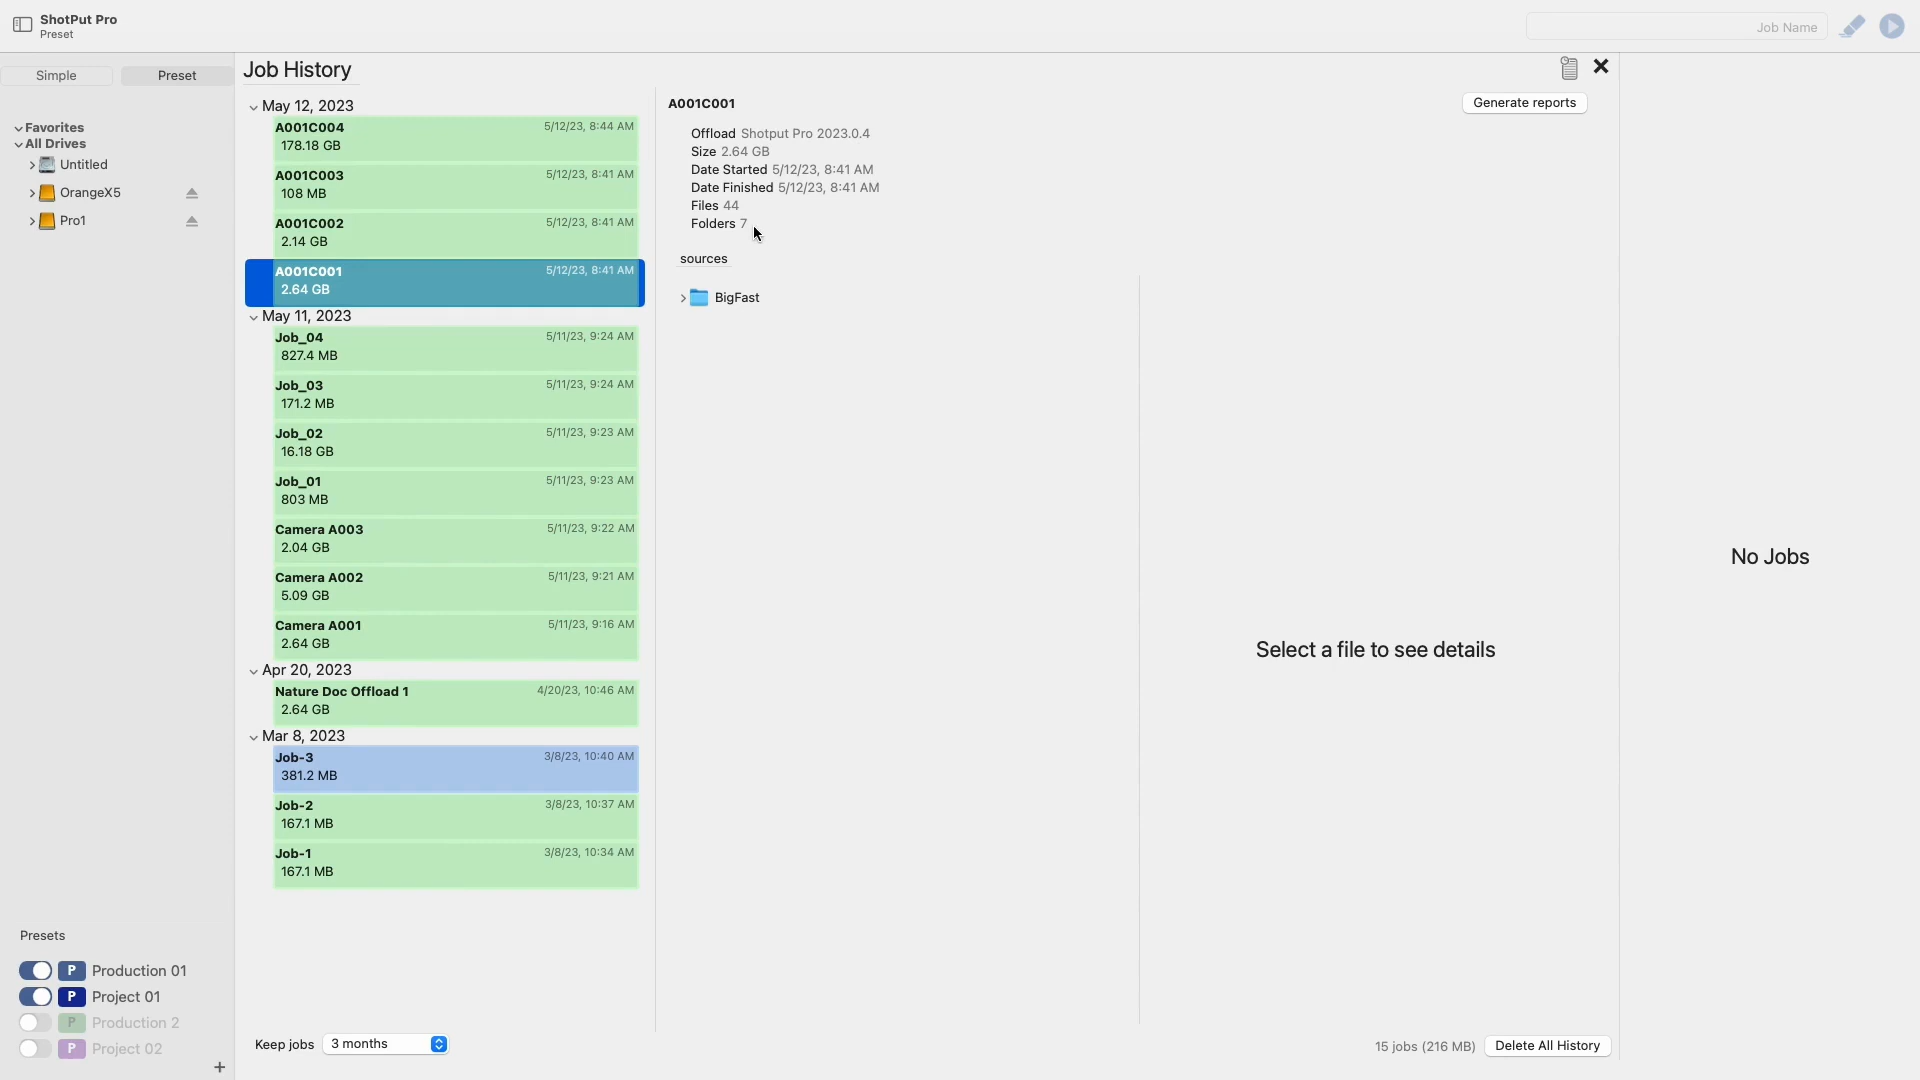 ShotPut Pro
Preset
Job Name
Simple
Preset
Favorites
All Drives
Untitled
OrangeX5
Pro1
Presets
P Production 01
P Project 01
P Production 2
P Project 02
+
Job History
May 12, 2023
A001C004 5/12/23, 8:44 AM
178.18 GB
A001C003 5/12/23, 8:41 AM
108 MB
A001C002 5/12/23, 8:41 AM
2.14 GB
A001C001 5/12/23, 8:41 AM
2.64 GB
May 11, 2023
Job_04 5/11/23, 9:24 AM
827.4 MB
Job_03 5/11/23, 9:24 AM
171.2 MB
Job_02 5/11/23, 9:23 AM
16.18 GB
Job_01 5/11/23, 9:23 AM
803 MB
Camera A003 5/11/23, 9:22 AM
2.04 GB
Camera A002 5/11/23, 9:21 AM
5.09 GB
Camera A001 5/11/23, 9:16 AM
2.64 GB
Apr 20, 2023
Nature Doc Offload 1 4/20/23, 10:46 AM
2.64 GB
Mar 8, 2023
Job-3 3/8/23, 10:40 AM
381.2 MB
Job-2 3/8/23, 10:37 AM
167.1 MB
Job-1 3/8/23, 10:34 AM
167.1 MB
Keep jobs 3 months
A001C001
Generate reports
Offload Shotput Pro 2023.0.4
Size 2.64 GB
Date Started 5/12/23, 8:41 AM
Date Finished 5/12/23, 8:41 AM
Files 44
Folders 7
sources
BigFast
Select a file to see details
15 jobs (216 MB) Delete All History
No Jobs